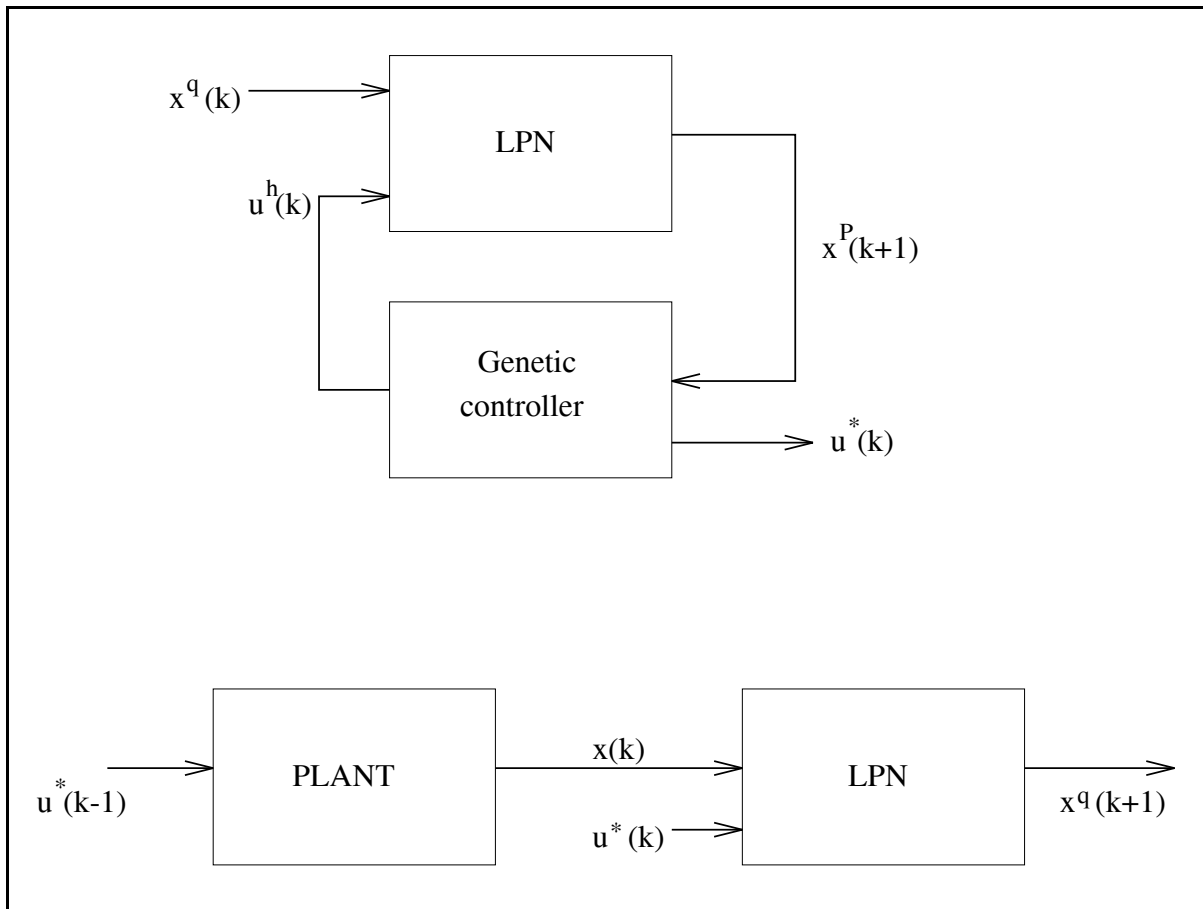 x^q(k)
LPN
u^h(k)
x^P(k+1)
Genetic
controller
u^*(k)
PLANT
x(k)
LPN
u^*(k-1)
u^*(k)
x^q(k+1)